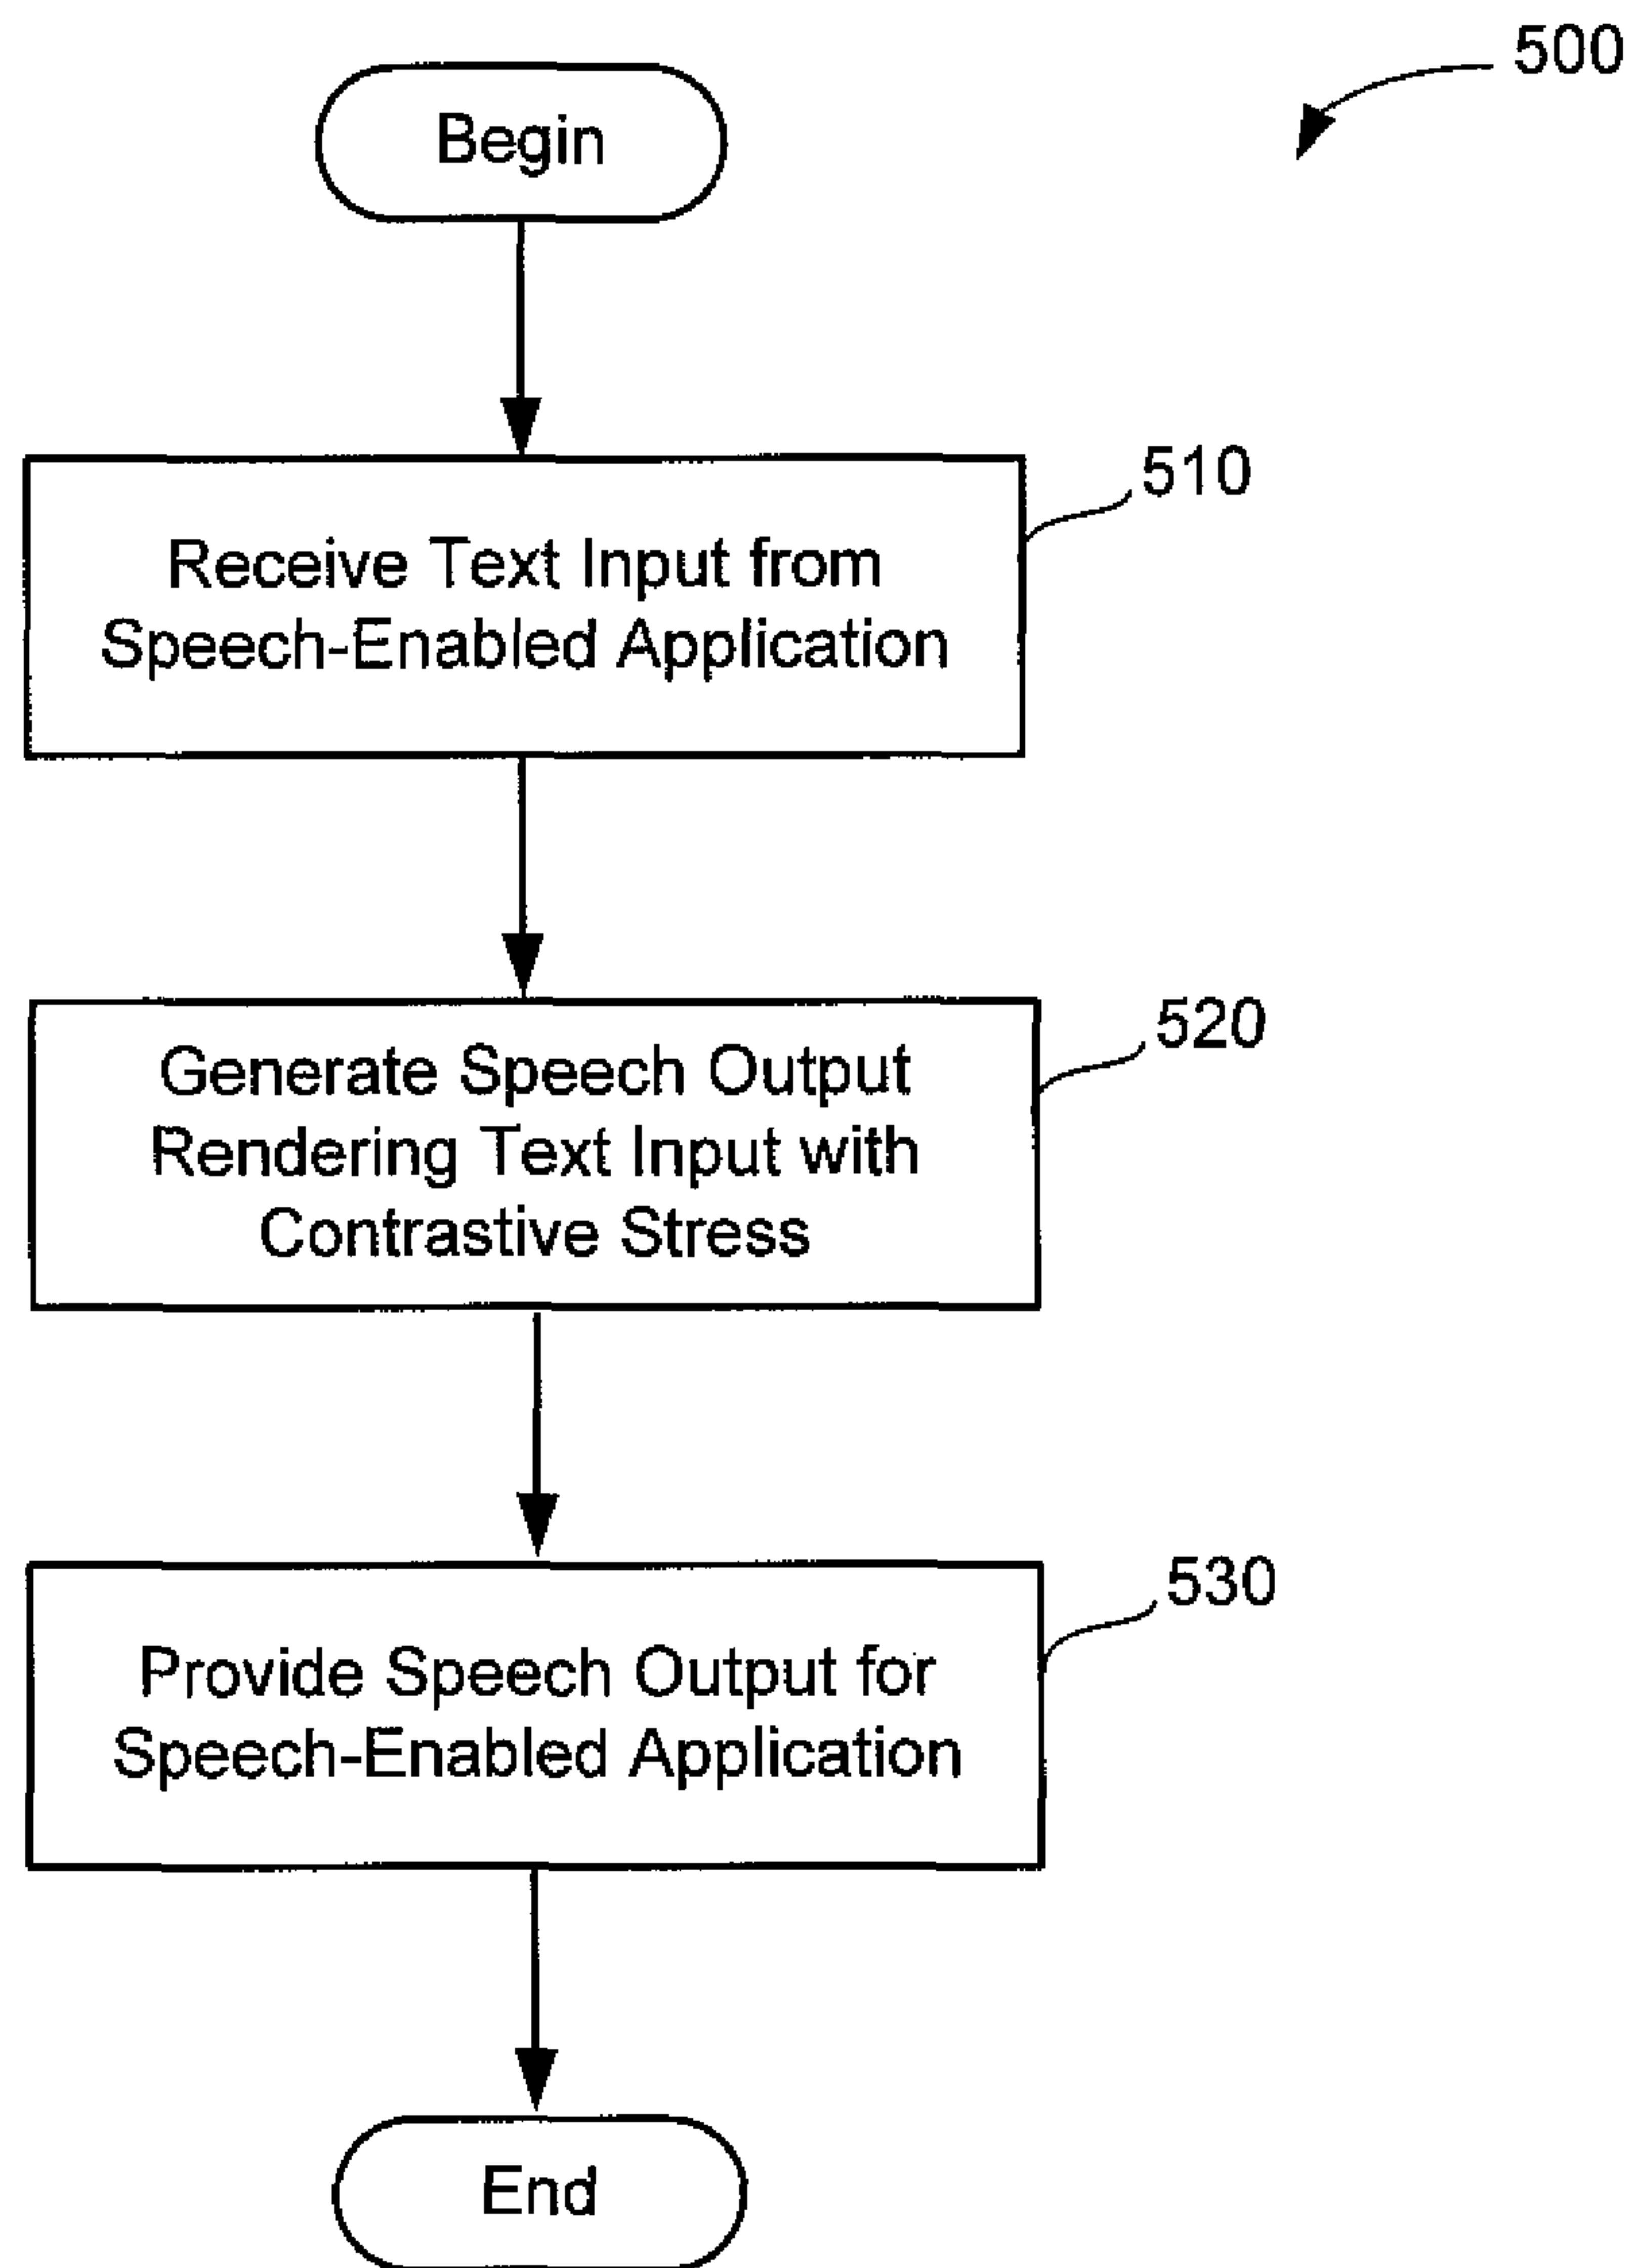 500
Begin
510
Receive Text Input from
Speech-Enabled Application
520
Generate Speech Output
Rendering Text Input with
Contrastive Stress
530
Provide Speech Output for
Speech-Enabled Application
End